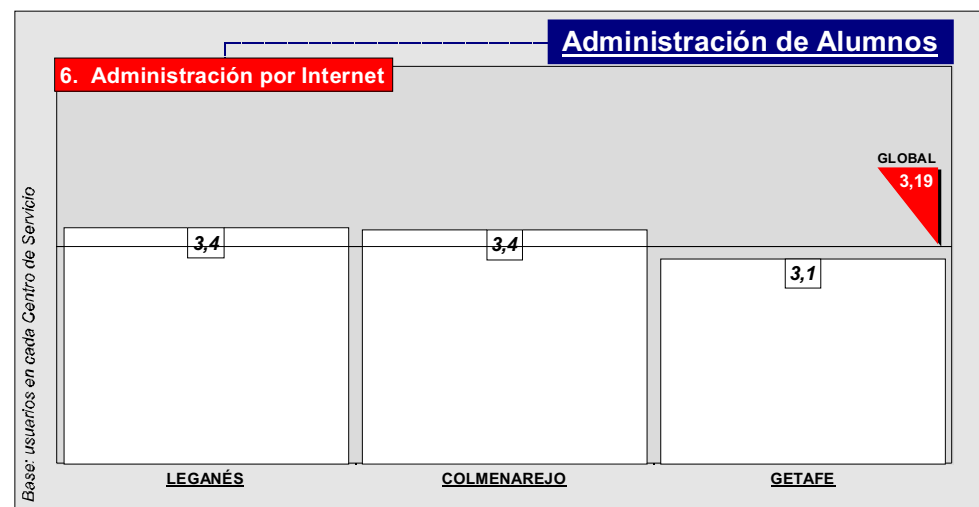 Administración de Alumnos
6. Administración por Internet
GLOBAL
3,19
3,4
3,4
3,1
LEGANÉS
COLMENAREJO
GETAFE
Base: usuarios en cada Centro de Servicio